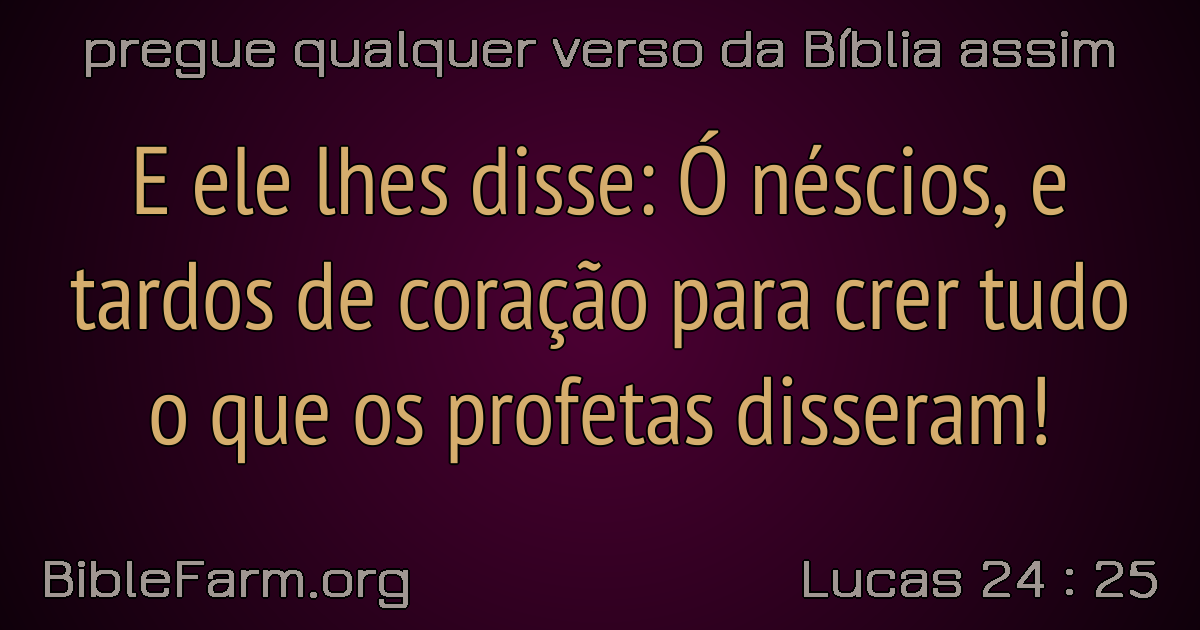 pregue qualquer verso da Bíblia assim
E ele lhes disse: Ó néscios, e
tardos de coração para crer tudo
o que os profetas disseram!
BibleFarm.org
Lucas 24 : 25